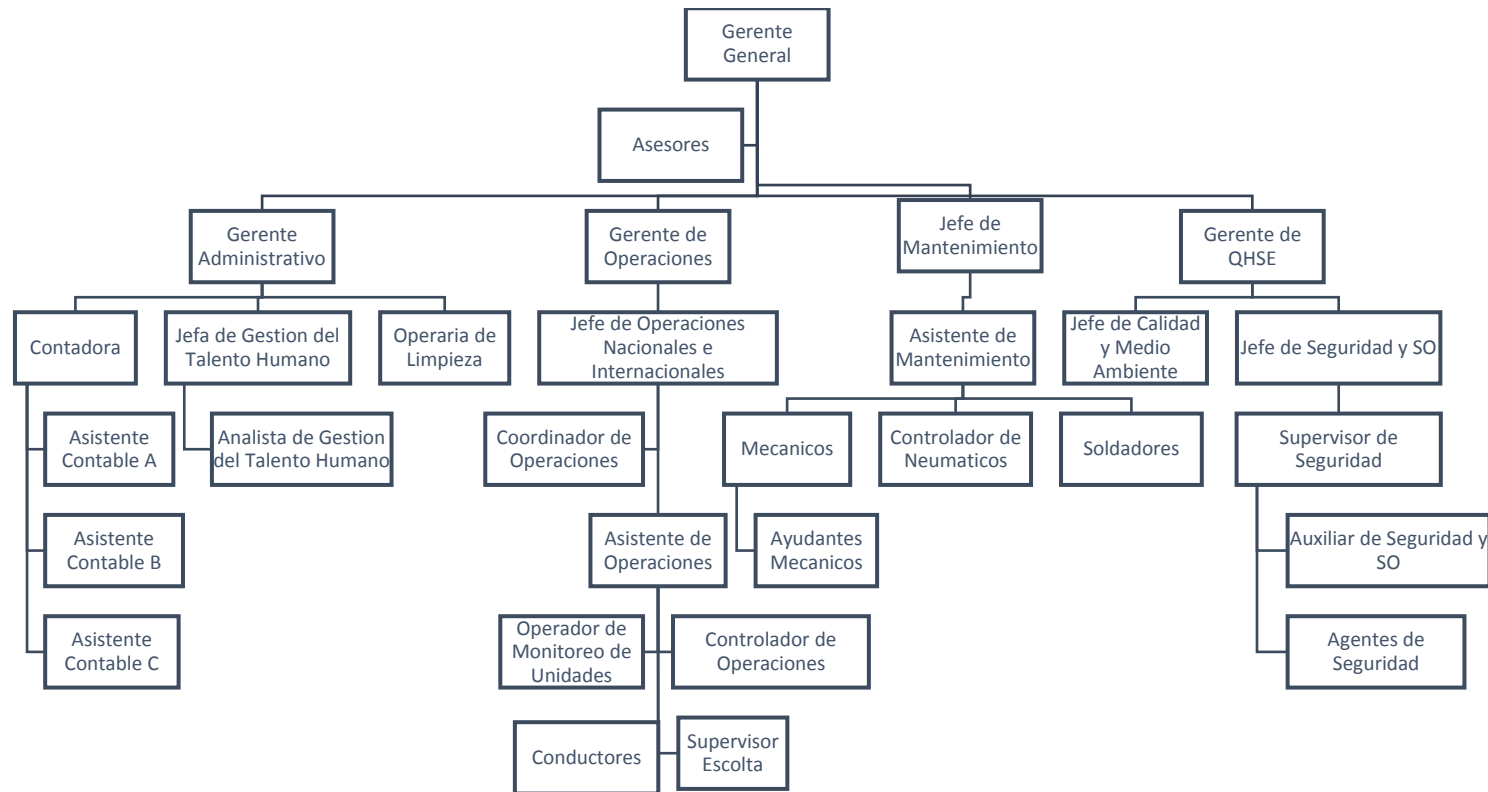 Gerente
General
Asesores
Gerente
Administrativo
Gerente de
Operaciones
Jefe de
Mantenimiento
Gerente de
QHSE
Contadora
Jefa de Gestion del
Talento Humano
Operaria de
Limpieza
Jefe de Operaciones
Nacionales e
Internacionales
Asistente de
Mantenimiento
Jefe de Calidad
y Medio
Ambiente
Jefe de Seguridad y SO
Asistente
Contable A
Analista de Gestion
del Talento Humano
Coordinador de
Operaciones
Mecanicos
Controlador de
Neumaticos
Soldadores
Supervisor de
Seguridad
Asistente
Contable B
Asistente de
Operaciones
Ayudantes
Mecanicos
Auxiliar de Seguridad y
SO
Asistente
Contable C
Operador de
Monitoreo de
Unidades
Controlador de
Operaciones
Agentes de
Seguridad
Conductores
Supervisor
Escolta